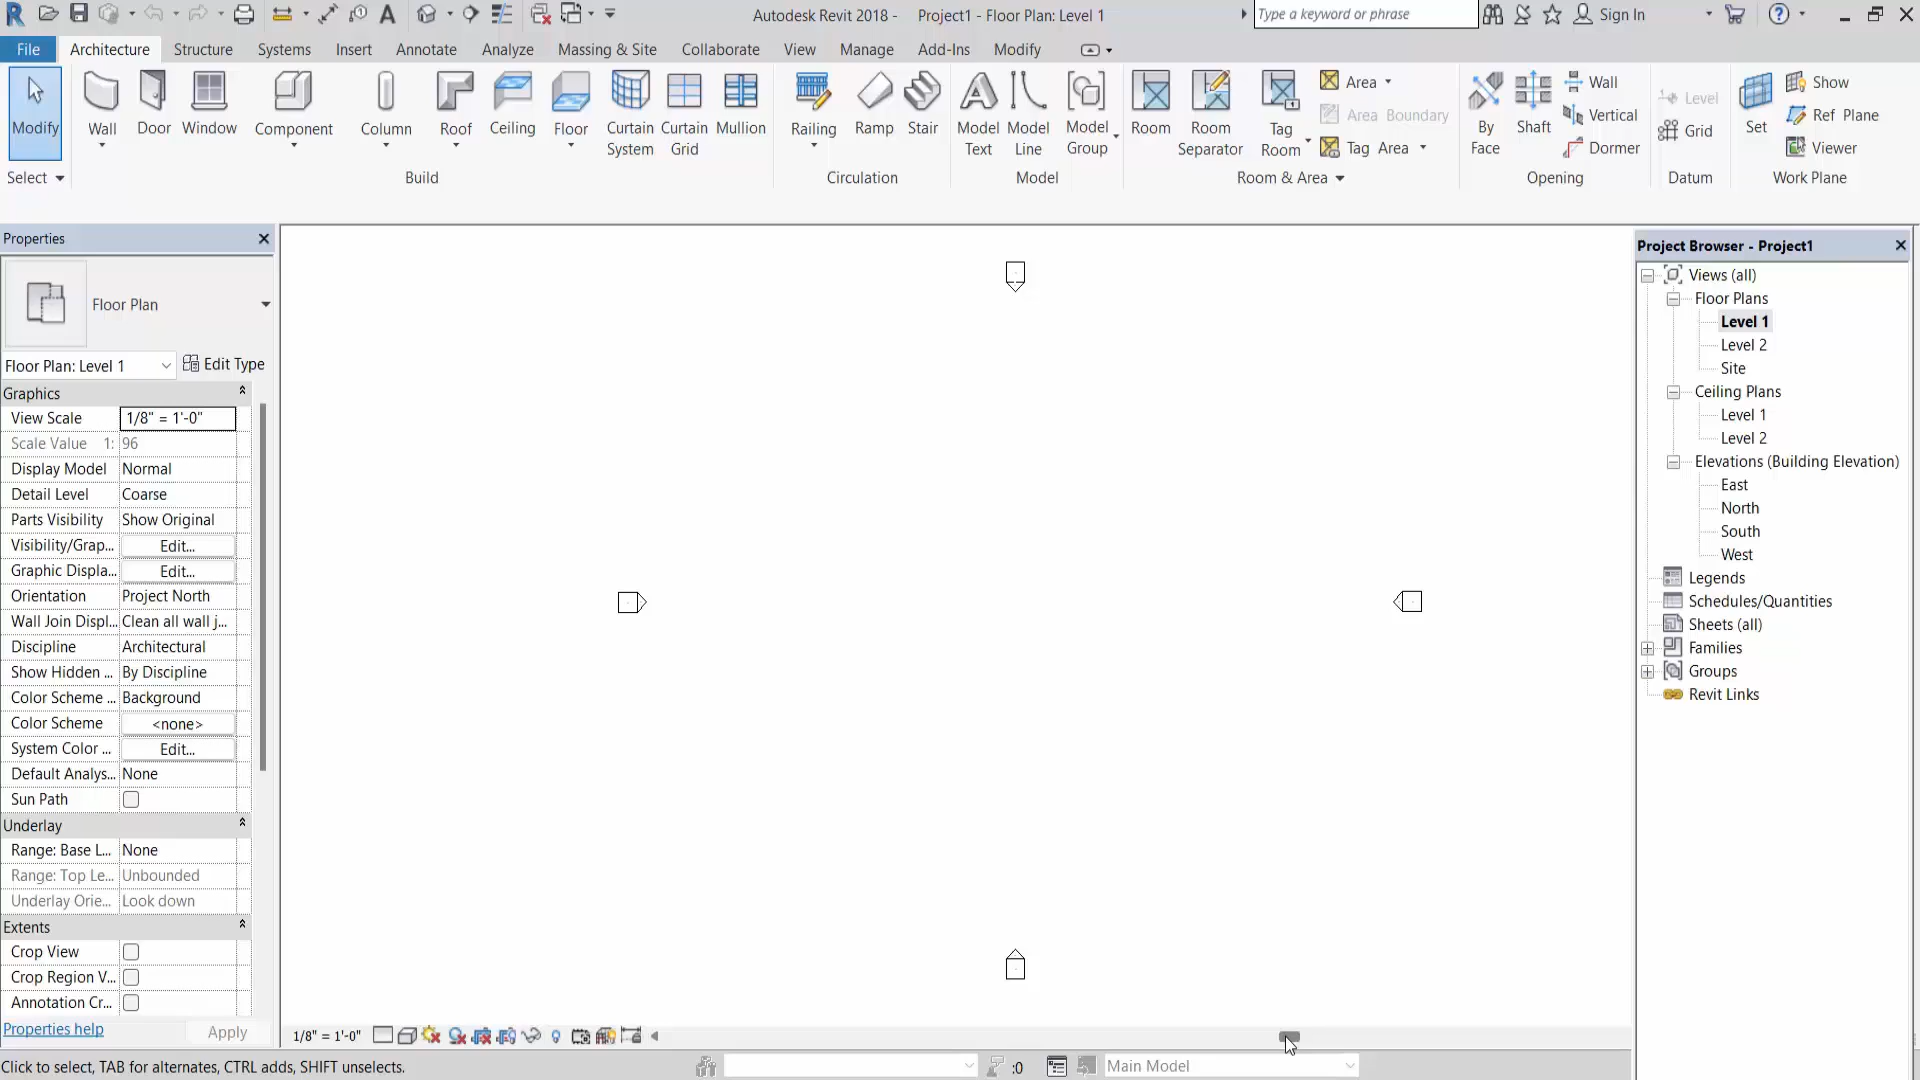 Autodesk Revit 2018 - Project1 - Floor Plan: Level 1
Type a keyword or phrase
Sign In
File Architecture Structure Systems Insert Annotate Analyze Massing & Site Collaborate View Manage Add-Ins Modify
Modify
Wall
Door
Window
Component
Column
Roof
Ceiling
Floor
Curtain
System
Curtain
Grid
Mullion
Railing
Ramp
Stair
Model
Text
Model
Line
Model
Group
Room
Room
Separator
Tag
Room
Area
Area Boundary
Tag Area
By
Face
Shaft
Wall
Vertical
Dormer
Level
Grid
Set
Show
Ref Plane
Viewer
Select
Build
Circulation
Model
Room & Area
Opening
Datum
Work Plane
Properties
Floor Plan
Floor Plan: Level 1
Edit Type
Graphics
View Scale 1/8" = 1'-0"
Scale Value 1: 96
Display Model Normal
Detail Level Coarse
Parts Visibility Show Original
Visibility/Grap... Edit...
Graphic Displa... Edit...
Orientation Project North
Wall Join Displ... Clean all wall j...
Discipline Architectural
Show Hidden ... By Discipline
Color Scheme ... Background
Color Scheme <none>
System Color ... Edit...
Default Analys... None
Sun Path
Underlay
Range: Base L... None
Range: Top Le... Unbounded
Underlay Orie... Look down
Extents
Crop View
Crop Region V...
Annotation Cr...
Properties help
Apply
Project Browser - Project1
Views (all)
Floor Plans
Level 1
Level 2
Site
Ceiling Plans
Level 1
Level 2
Elevations (Building Elevation)
East
North
South
West
Legends
Schedules/Quantities
Sheets (all)
Families
Groups
Revit Links
1/8" = 1'-0"
Click to select, TAB for alternates, CTRL adds, SHIFT unselects.
:0
Main Model